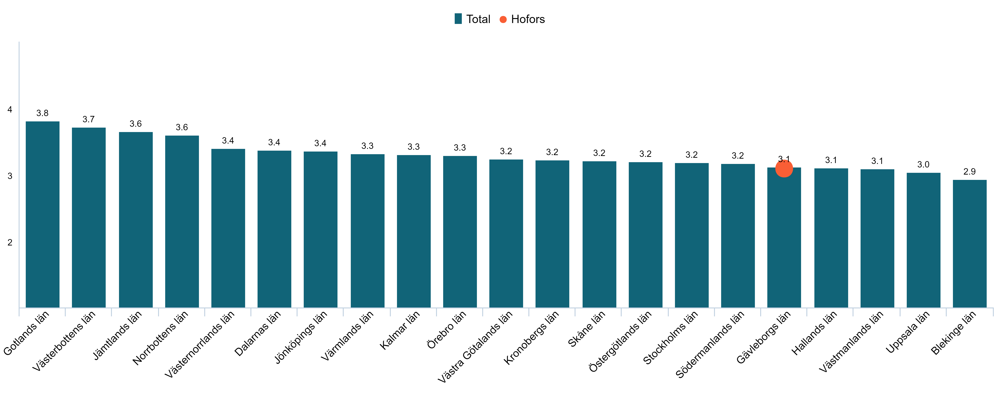 Total Hofors
4
3
2
3.8
3.7
3.6
3.6
3.4
3.4
3.4
3.3
3.3
3.3
3.2
3.2
3.2
3.2
3.2
3.2
3.1
3.1
3.1
3.0
2.9
Gotlands län
Västerbottens län
Jämtlands län
Norrbottens län
Västernorrlands län
Dalarnas län
Jönköpings län
Värmlands län
Kalmar län
Örebro län
Västra Götalands län
Kronobergs län
Skåne län
Östergötlands län
Stockholms län
Södermanlands län
Gävleborgs län
Hallands län
Västmanlands län
Uppsala län
Blekinge län